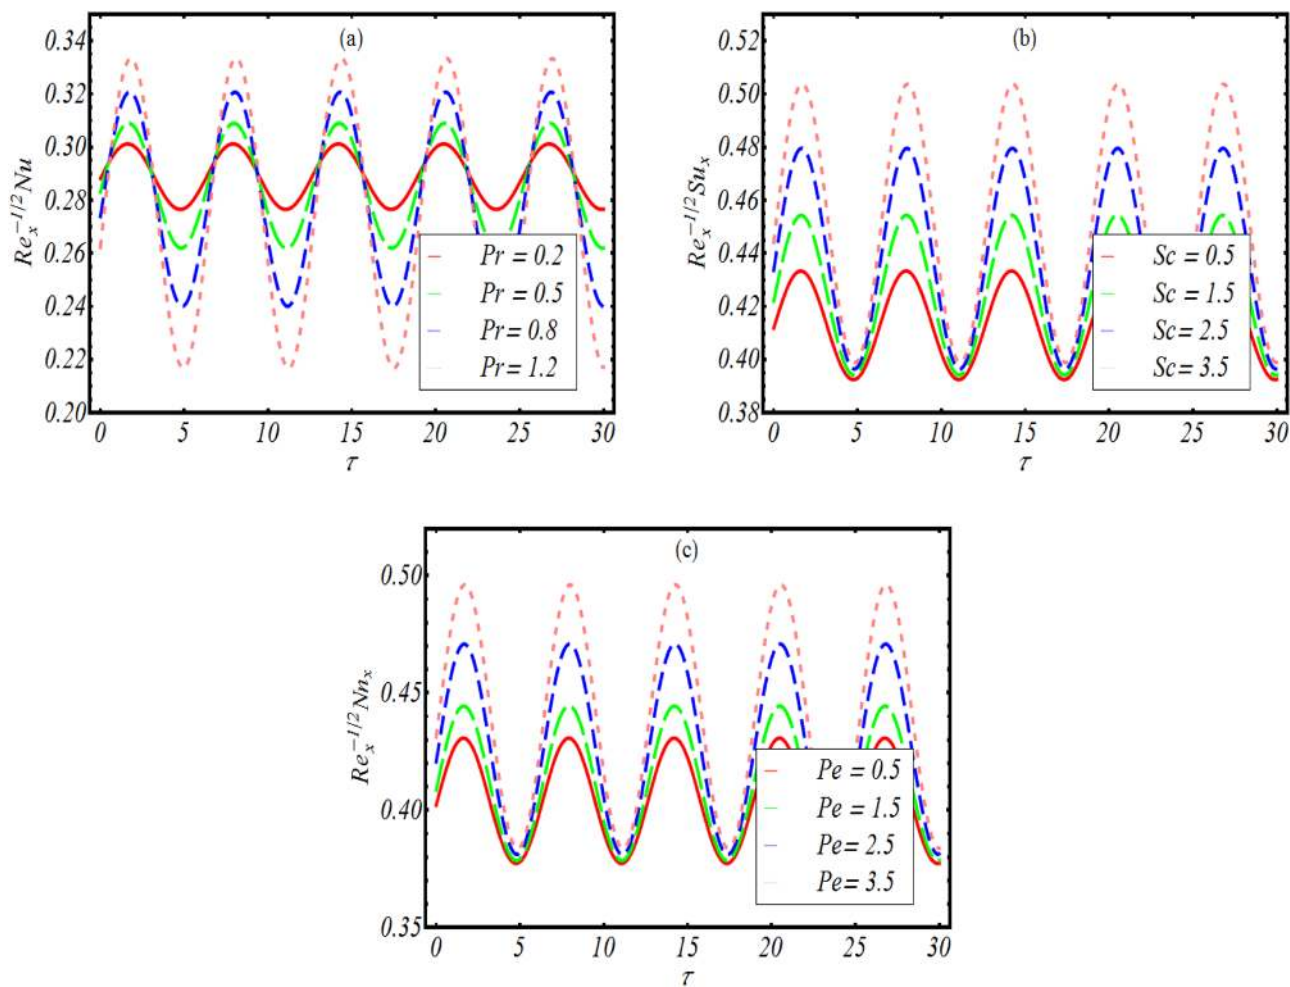 (a)
Re_x^{-1/2} Nu
0.34
0.32
0.30
0.28
0.26
0.24
0.22
0.20
Pr = 0.2
Pr = 0.5
Pr = 0.8
Pr = 1.2
0 5 10 15 20 25 30
τ
(b)
Re_x^{-1/2} Su_x
0.52
0.50
0.48
0.46
0.44
0.42
0.40
0.38
Sc = 0.5
Sc = 1.5
Sc = 2.5
Sc = 3.5
0 5 10 15 20 25 30
τ
(c)
Re_x^{-1/2} Nn_x
0.50
0.45
0.40
0.35
Pe = 0.5
Pe = 1.5
Pe = 2.5
Pe = 3.5
0 5 10 15 20 25 30
τ